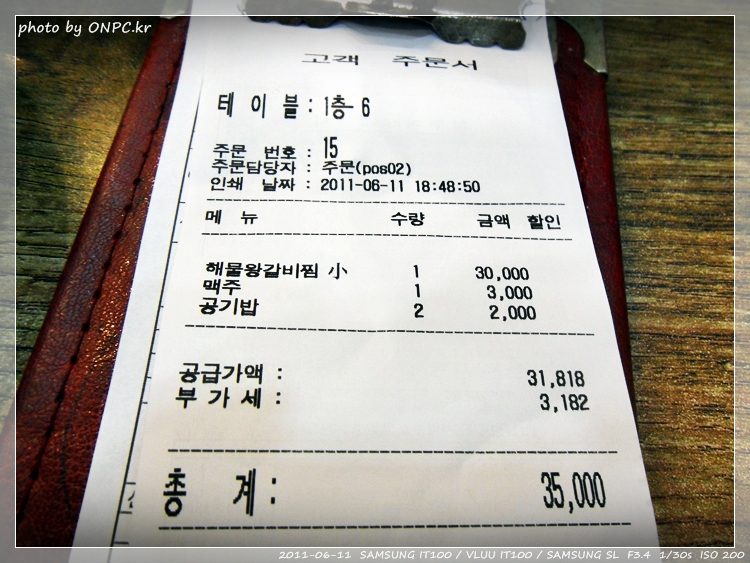 photo by ONPC.kr
고객 주문서
테 이 블 : 1층- 6
주문 번호 : 15
주문담당자 : 주문(pos02)
인쇄 날짜 : 2011-06-11 18:48:50
메 뉴 수량 금액 할인
해물왕갈비찜 小 1 30,000
맥주 1 3,000
공기밥 2 2,000
공급가액 : 31,818
부 가 세 : 3,182
총 계 : 35,000
2011-06-11 SAMSUNG IT100 / VLUU IT100 / SAMSUNG SL F3.4 1/30s ISO 200